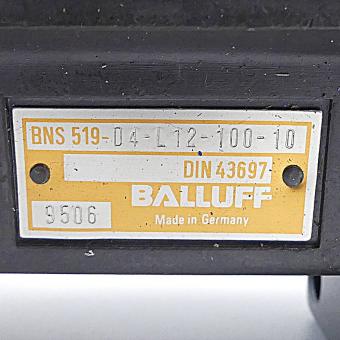 BNS 519-D4-L12-100-10
DIN 43697
BALLUFF
9506
Made in Germany